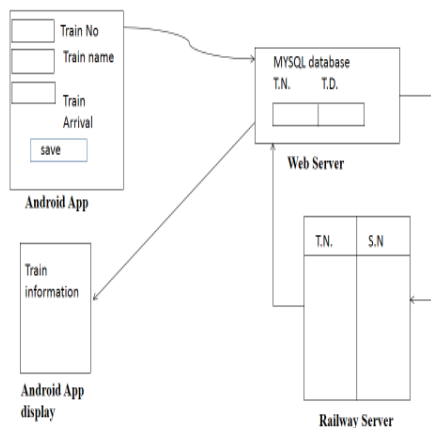 Train No
Train name
Train
Arrival
save
Android App
MYSQL database
T.N. T.D.
Web Server
Train
information
Android App
display
T.N. S.N
Railway Server